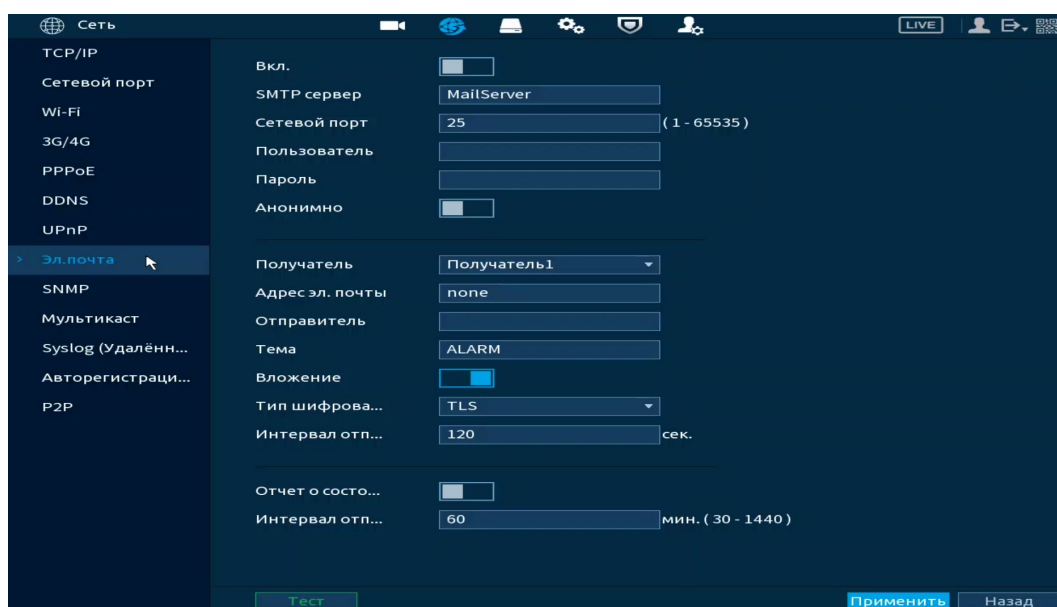 Сеть LIVE
TCP/IP
Сетевой порт
Wi-Fi
3G/4G
PPPoE
DDNS
UPnP
Эл.почта
SNMP
Мультикаст
Syslog (Удалённ...
Авторегистраци...
P2P
Вкл.
SMTP сервер MailServer
Сетевой порт 25 ( 1 - 65535 )
Пользователь
Пароль
Анонимно
Получатель Получатель1
Адрес эл. почты none
Отправитель
Тема ALARM
Вложение
Тип шифрова... TLS
Интервал отп... 120 сек.
Отчет о состо...
Интервал отп... 60 мин. ( 30 - 1440 )
Тест Применить Назад